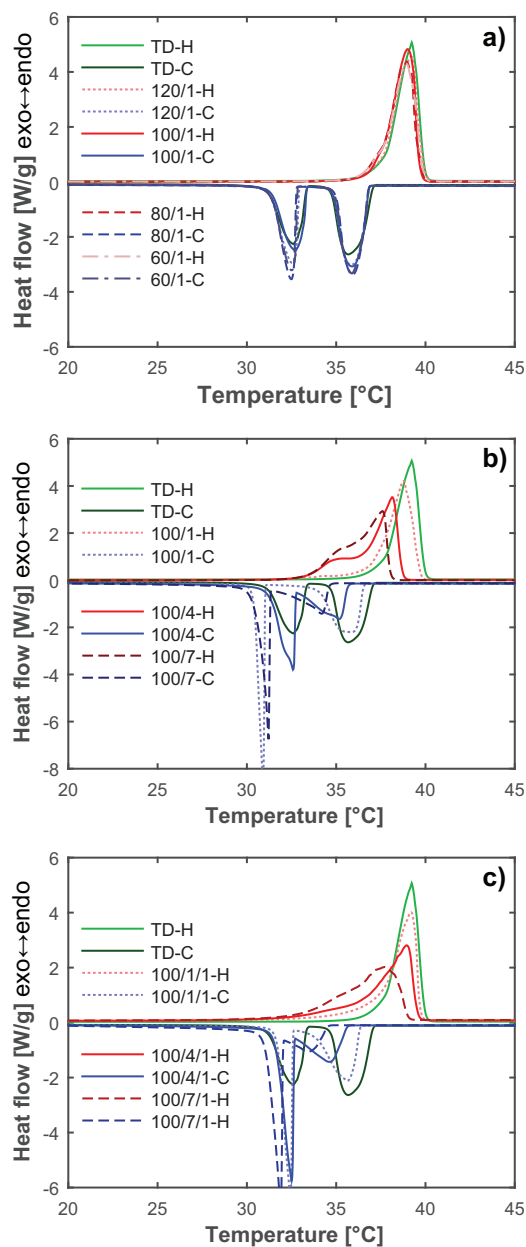 a)
6
4
2
0
-2
-4
-6
TD-H
TD-C
120/1-H
120/1-C
100/1-H
100/1-C
80/1-H
80/1-C
60/1-H
60/1-C
Heat flow [W/g] exo↔endo
20 25 30 35 40 45
Temperature [°C]
b)
6
4
2
0
-2
-4
-6
-8
TD-H
TD-C
100/1-H
100/1-C
100/4-H
100/4-C
100/7-H
100/7-C
Heat flow [W/g] exo↔endo
20 25 30 35 40 45
Temperature [°C]
c)
6
4
2
0
-2
-4
-6
TD-H
TD-C
100/1/1-H
100/1/1-C
100/4/1-H
100/4/1-C
100/7/1-H
100/7/1-C
Heat flow [W/g] exo↔endo
20 25 30 35 40 45
Temperature [°C]